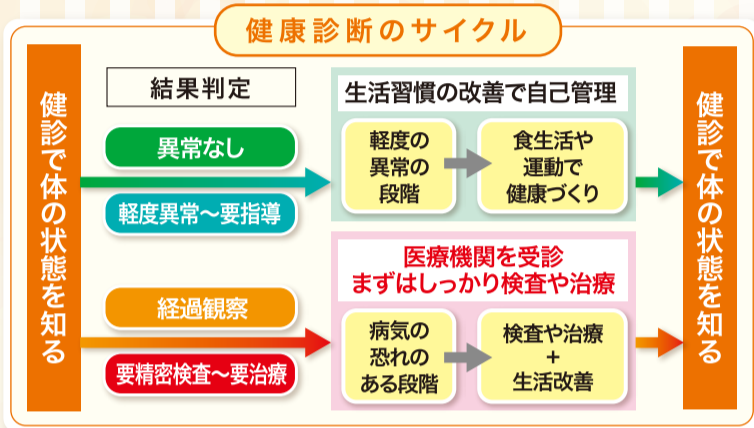 健康診断のサイクル
健診で体の状態を知る
結果判定
異常なし
軽度異常～要指導
経過観察
要精密検査～要治療
生活習慣の改善で自己管理
軽度の
異常の
段階
食生活や
運動で
健康づくり
医療機関を受診
まずはしっかり検査や治療
病気の
恐れの
ある段階
検査や治療
+
生活改善
健診で体の状態を知る